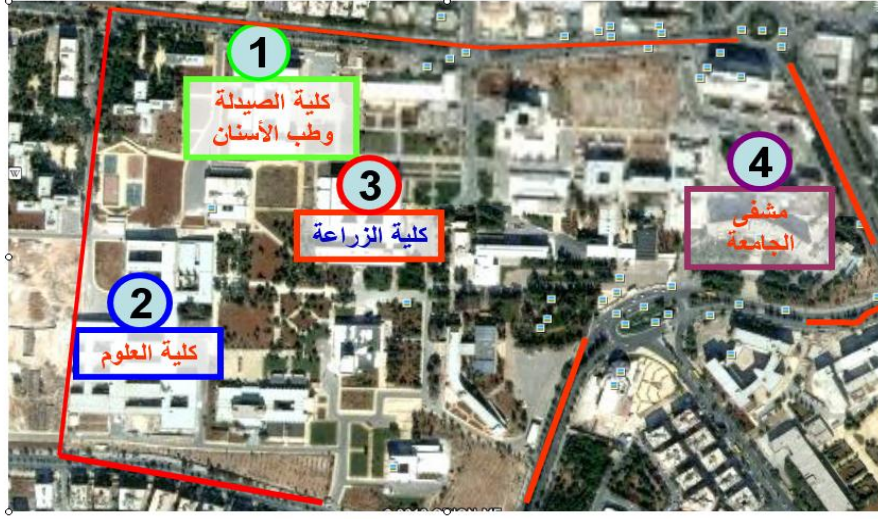 1
كلية الصيدلة
وطب الأسنان
3
كلية الزراعة
4
مشفى
الجامعة
2
كلية العلوم
W